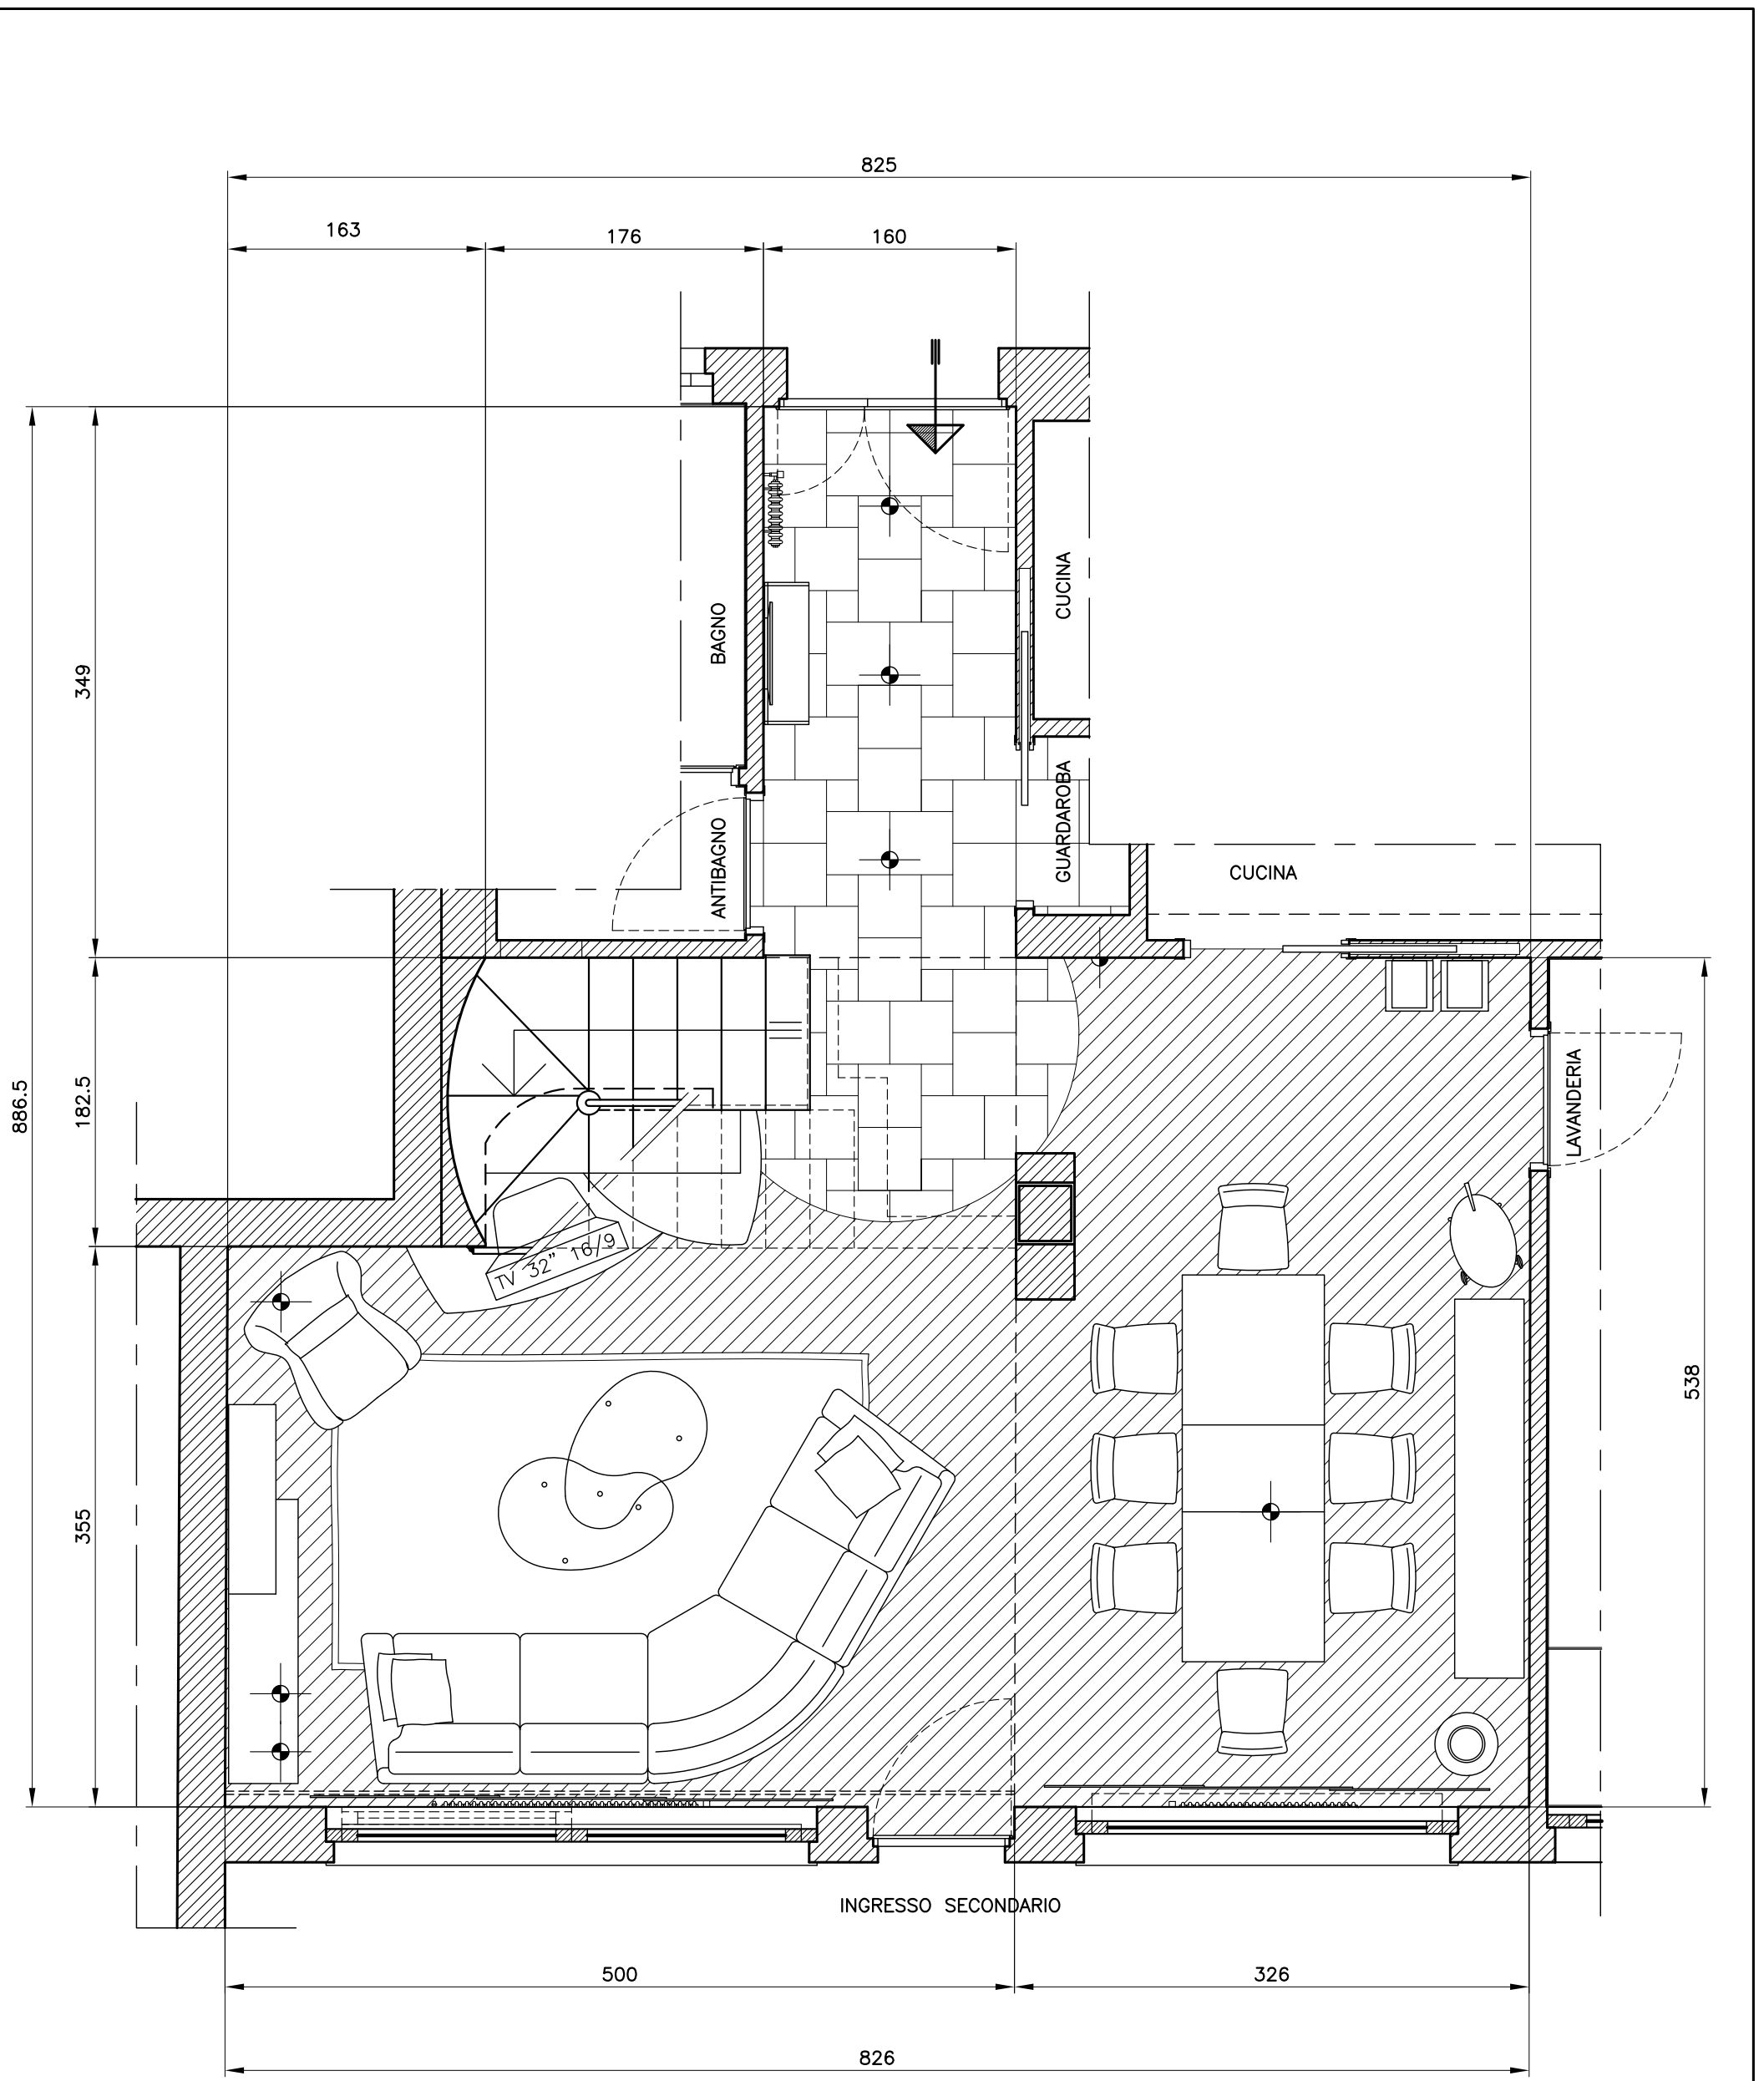 825
163
176
160
CUCINA
BAGNO
349
GUARDAROBA
ANTIBAGNO
CUCINA
886.5
182.5
LAVANDERIA
TV 32" 16/9
538
355
INGRESSO SECONDARIO
500
326
826